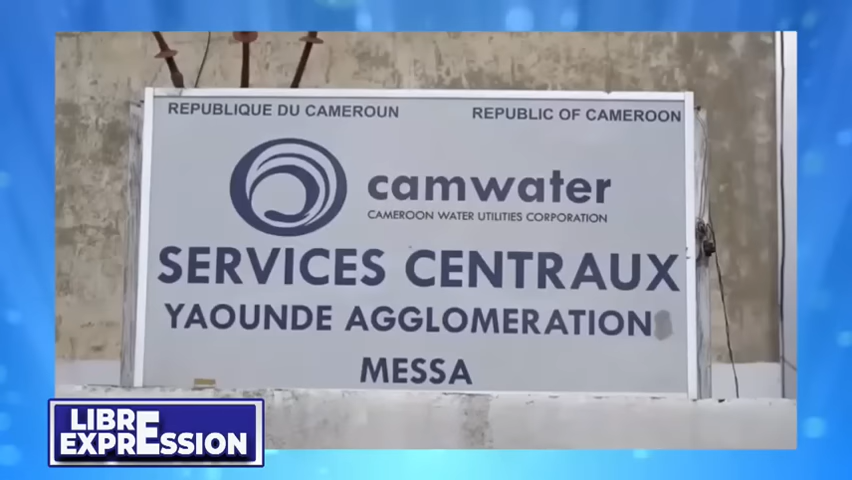 REPUBLIQUE DU CAMEROUN
REPUBLIC OF CAMEROON
camwater
CAMEROON WATER UTILITIES CORPORATION
SERVICES CENTRAUX
YAOUNDE AGGLOMERATION
MESSA
LIBRE
EXPRESSION